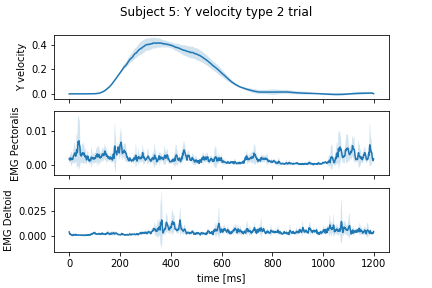 Subject 5: Y velocity type 2 trial
Y velocity
0.4
0.2
0.0
EMG Pectoralis
0.01
0.00
EMG Deltoid
0.025
0.000
0 200 400 600 800 1000 1200
time [ms]